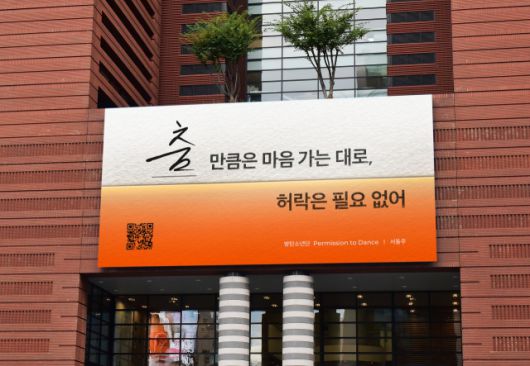 춤 만큼은 마음 가는 대로,
허락은 필요 없어
방탄소년단 Permission to Dance | 서동주